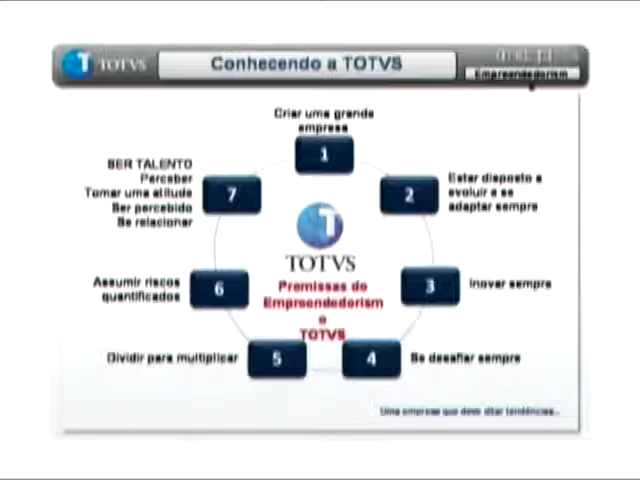 TOTVS
Conhecendo a TOTVS
Empreendedorism
Criar uma grande
empresa
1
Estar disposto a
evoluir e se
adaptar sempre
2
Inovar sempre
3
Se desafiar sempre
4
Dividir para multiplicar
5
Assumir riscos
quantificados
6
SER TALENTO
Perceber
Tomar uma atitude
Ser percebido
Se relacionar
7
TOTVS
Premissas do
Empreendedorism
o
TOTVS
Uma empresa que deve ditar tendências...